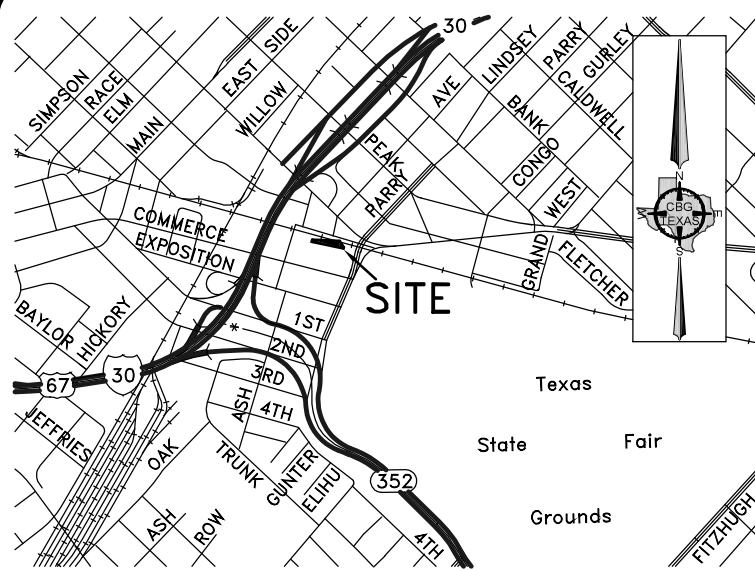 30
EAST SIDE
LINDSEY
PARRY
GURLEY
SIMPSON
RACE
ELM
MAIN
WILLOW
AVE
CALDWELL
BANK
CONGO
PEAK
PARRY
WEST
N
CBG
TEXAS
W
E
S
COMMERCE
EXPOSITION
GRAND
FLETCHER
SITE
BAYLOR
HICKORY
1ST
*
2ND
3RD
4TH
67
30
ASH
Texas
State
Fair
Grounds
JEFFRIES
OAK
TRUNK
GUNTER
ELIHU
352
ASH
ROW
4TH
FITZHUGH